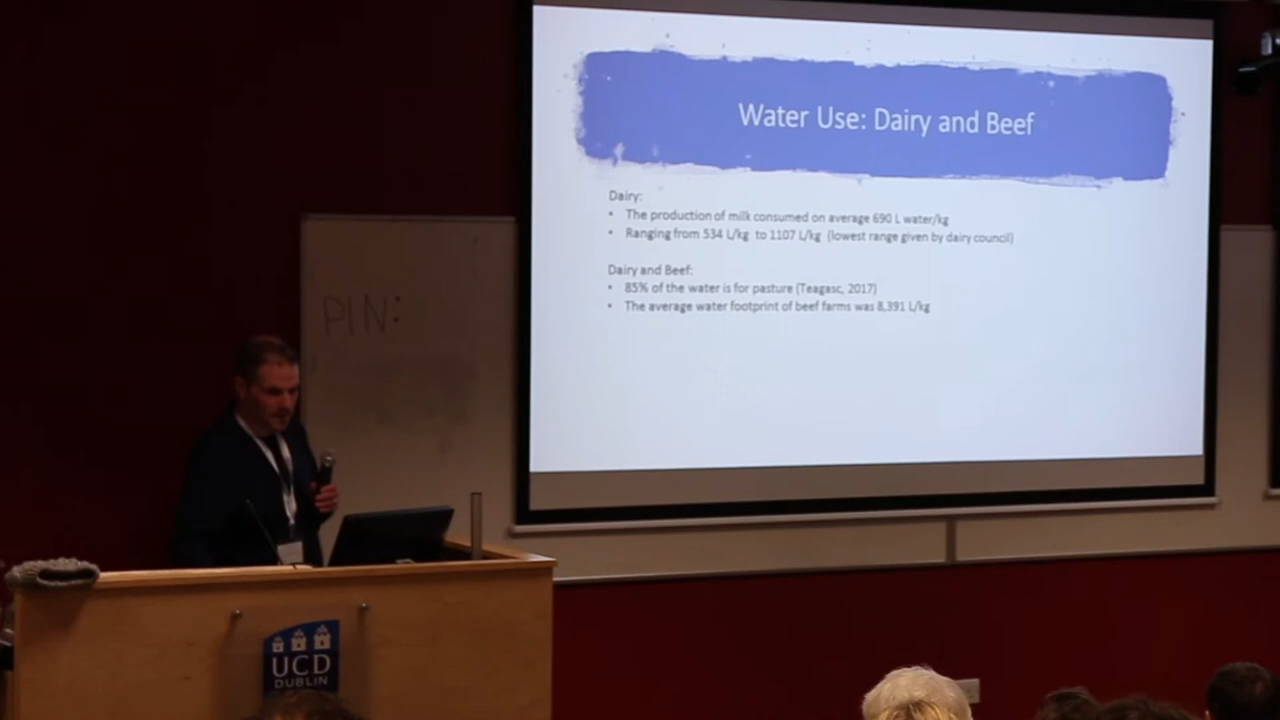 Water Use: Dairy and Beef
Dairy:
• The production of milk consumed on average 690 L water/kg
• Ranging from 534 L/kg to 1107 L/kg (lowest range given by dairy council)
Dairy and Beef:
• 85% of the water is for pasture (Teagasc, 2017)
• The average water footprint of beef farms was 8,391 L/kg
PIN:
UCD
DUBLIN